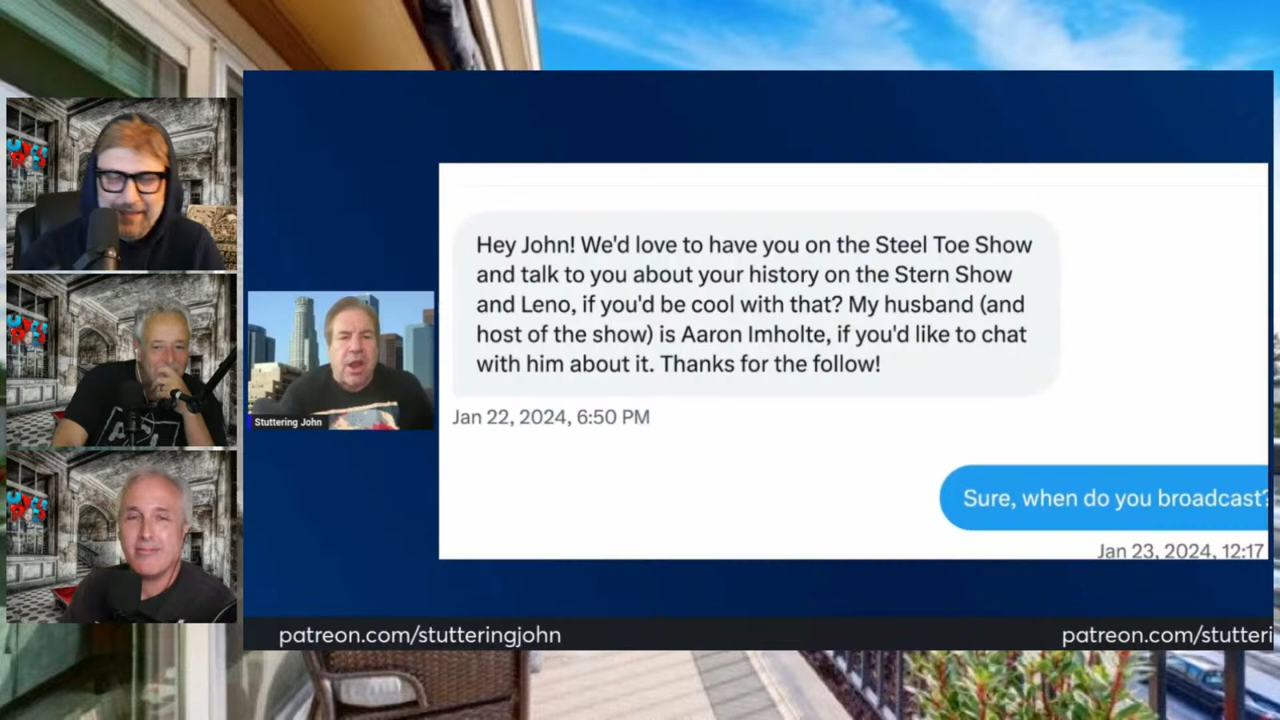 Hey John! We'd love to have you on the Steel Toe Show
and talk to you about your history on the Stern Show
and Leno, if you'd be cool with that? My husband (and
host of the show) is Aaron Imholte, if you'd like to chat
with him about it. Thanks for the follow!
Jan 22, 2024, 6:50 PM
Sure, when do you broadcast?
Jan 23, 2024, 12:17
Stuttering John
patreon.com/stutteringjohn
patreon.com/stutteri